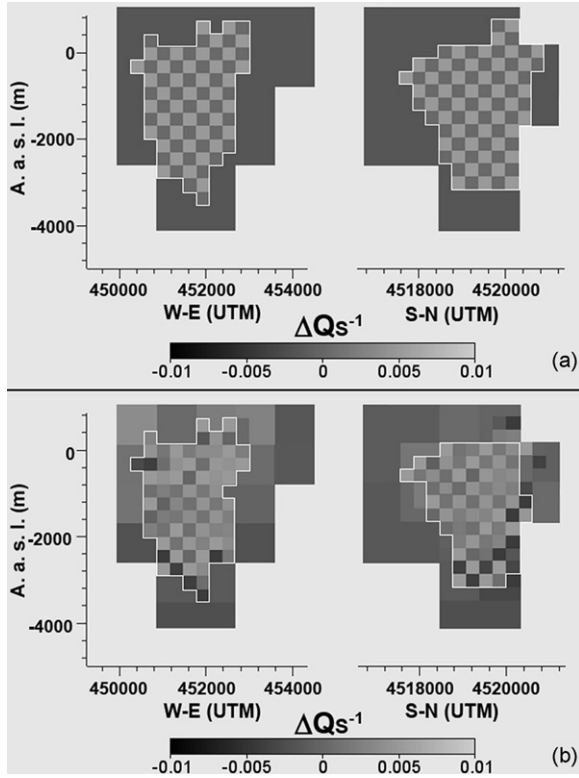 0
-2000
-4000
A. a. s. l. (m)
450000 452000 454000
W-E (UTM)
4518000 4520000
S-N (UTM)
ΔQs⁻¹
-0.01 -0.005 0 0.005 0.01
(a)
0
-2000
-4000
A. a. s. l. (m)
450000 452000 454000
W-E (UTM)
4518000 4520000
S-N (UTM)
ΔQs⁻¹
-0.01 -0.005 0 0.005 0.01
(b)